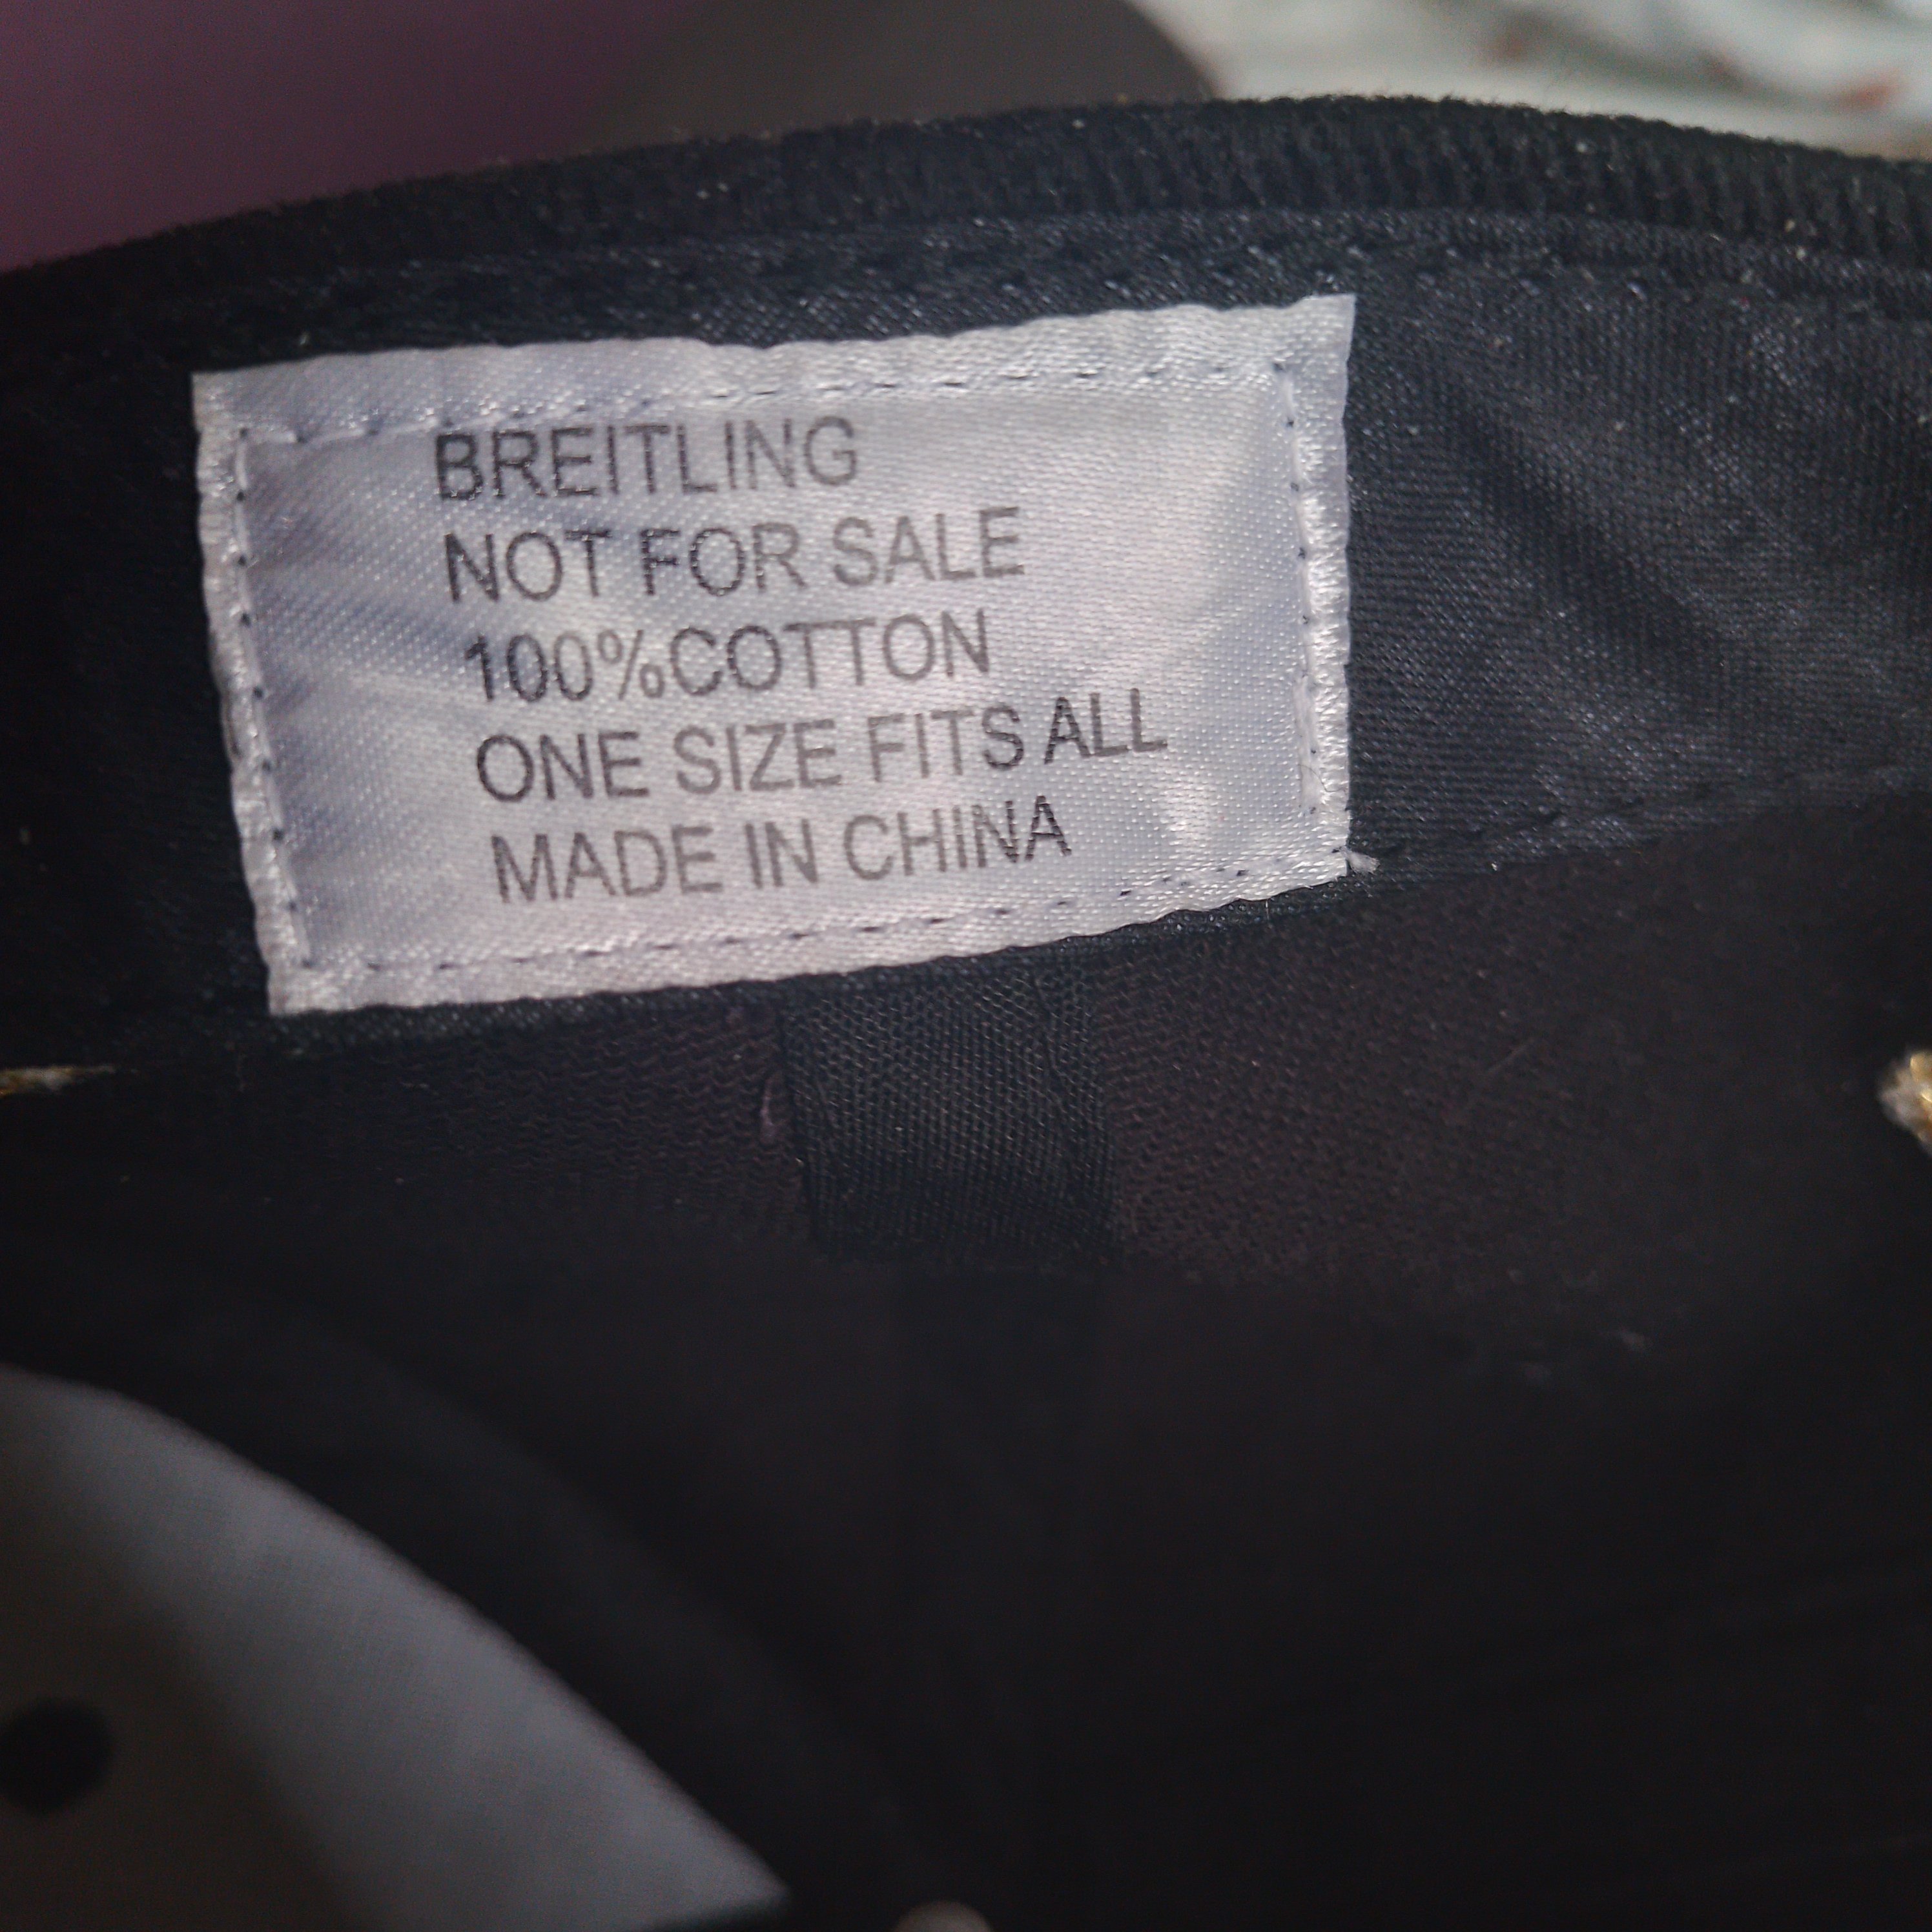 BREITLING
NOT FOR SALE
100%COTTON
ONE SIZE FITS ALL
MADE IN CHINA